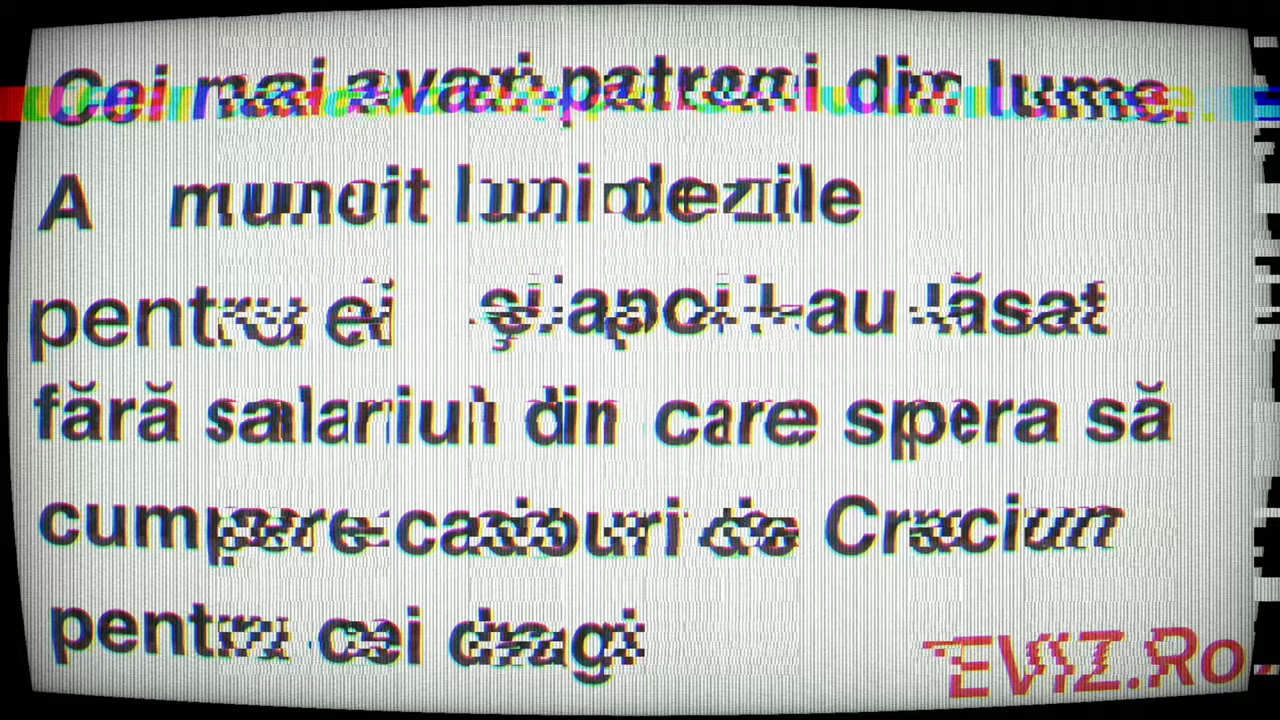 Cei mai avari patroni din lume.
A muncit luni de zile
pentru ei și apoi l-au lăsat
fără salariul din care spera să
cumpere cadouri de Craciun
pentru cei dragi
EVIZ.Ro